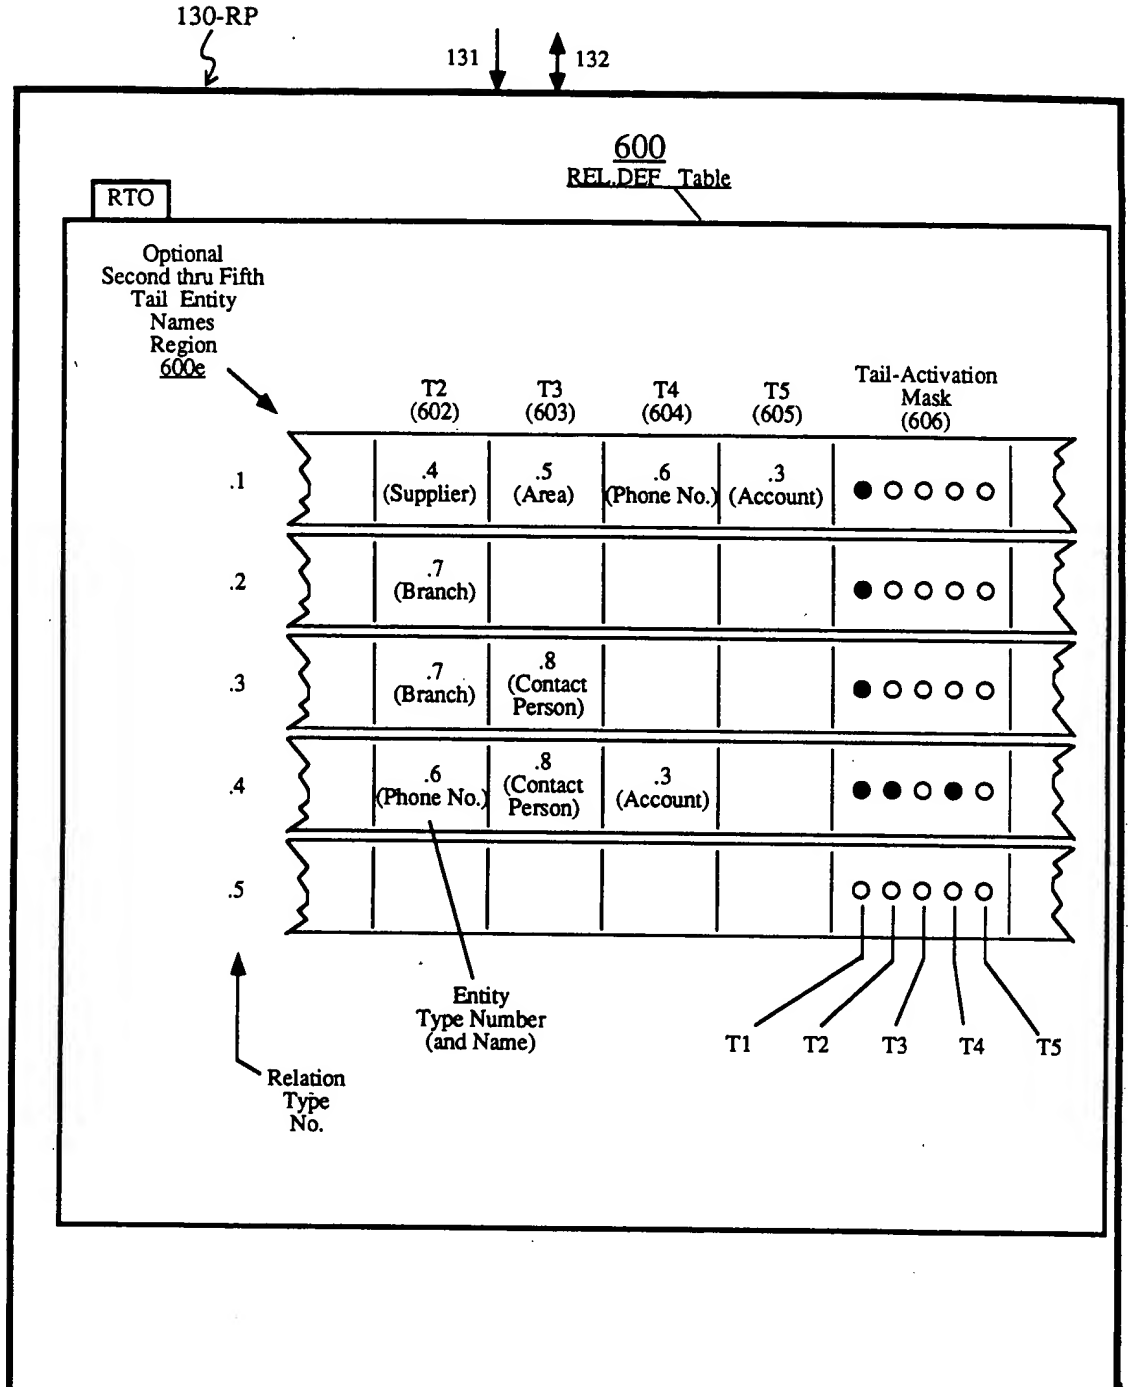 130-RP
131
132
600
REL.DEF Table
RTO
Optional
Second thru Fifth
Tail Entity
Names
Region
600e
T2
(602)
T3
(603)
T4
(604)
T5
(605)
Tail-Activation
Mask
(606)
.1
.4
(Supplier)
.5
(Area)
.6
(Phone No.)
.3
(Account)
.2
.7
(Branch)
.3
.7
(Branch)
.8
(Contact
Person)
.4
.6
(Phone No.)
.8
(Contact
Person)
.3
(Account)
.5
Entity
Type Number
(and Name)
T1
T2
T3
T4
T5
Relation
Type
No.